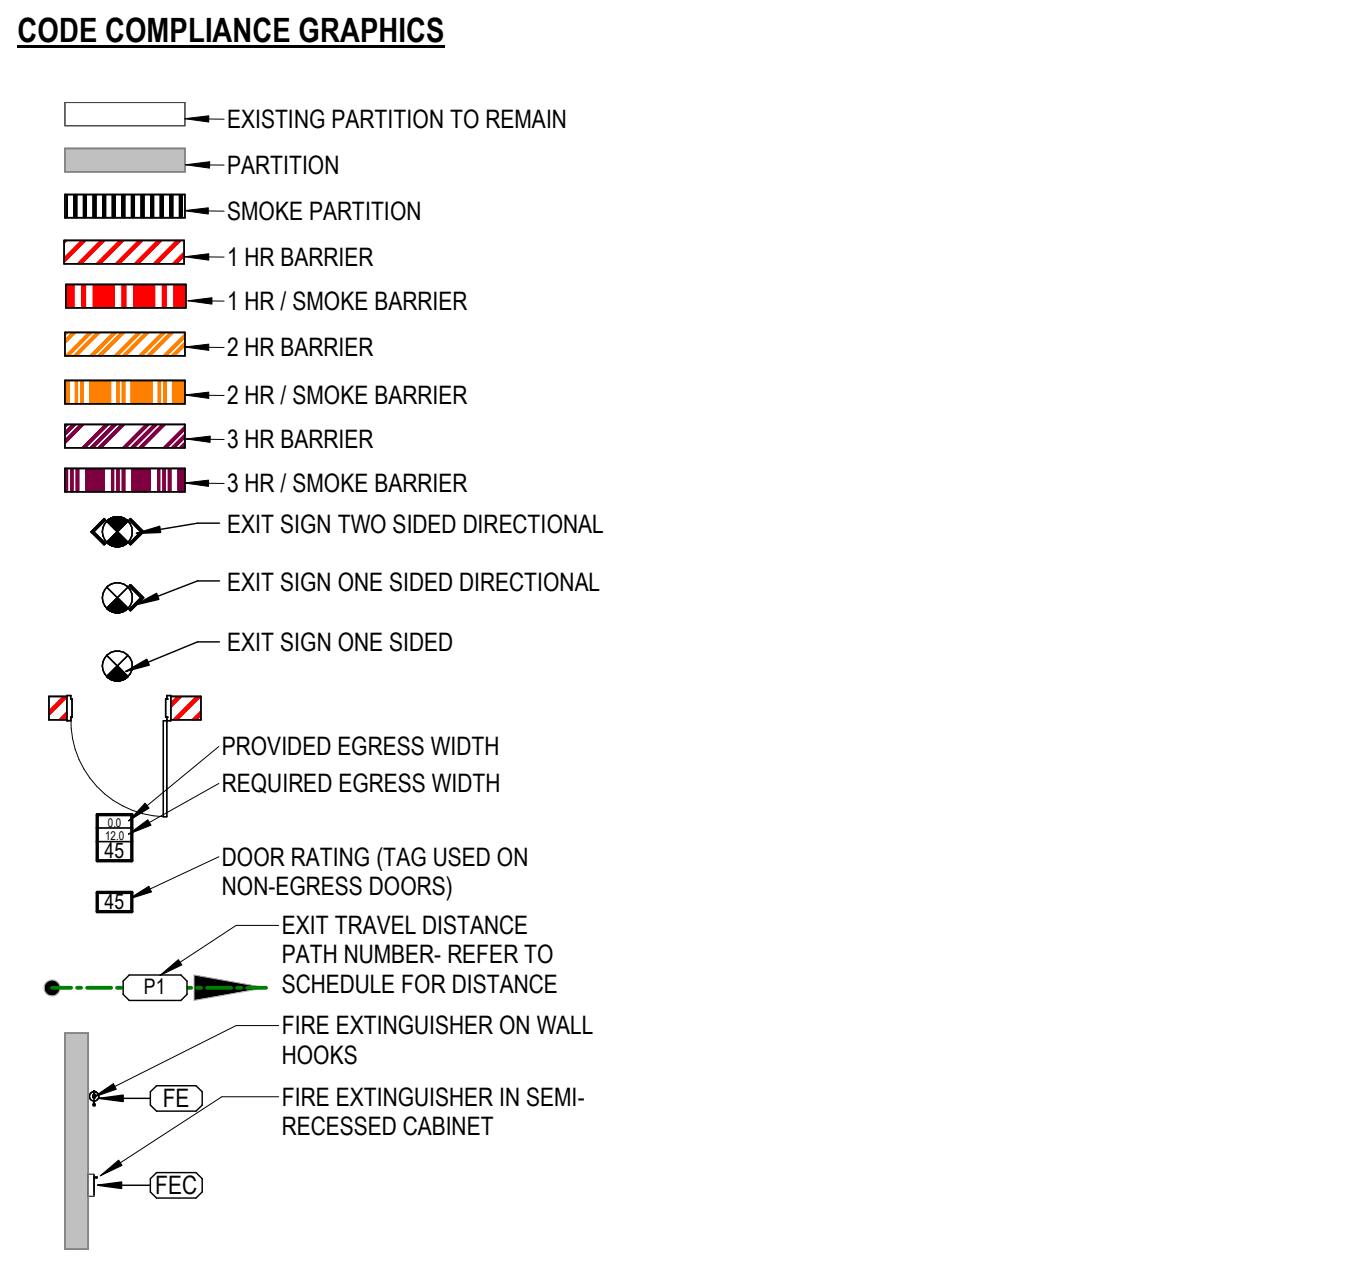 CODE COMPLIANCE GRAPHICS
EXISTING PARTITION TO REMAIN
PARTITION
SMOKE PARTITION
1 HR BARRIER
1 HR / SMOKE BARRIER
2 HR BARRIER
2 HR / SMOKE BARRIER
3 HR BARRIER
3 HR / SMOKE BARRIER
EXIT SIGN TWO SIDED DIRECTIONAL
EXIT SIGN ONE SIDED DIRECTIONAL
EXIT SIGN ONE SIDED
PROVIDED EGRESS WIDTH
REQUIRED EGRESS WIDTH
0.0
12.0
45
DOOR RATING (TAG USED ON
NON-EGRESS DOORS)
45
EXIT TRAVEL DISTANCE
PATH NUMBER- REFER TO
SCHEDULE FOR DISTANCE
P1
FIRE EXTINGUISHER ON WALL
HOOKS
FE
FIRE EXTINGUISHER IN SEMI-
RECESSED CABINET
FEC